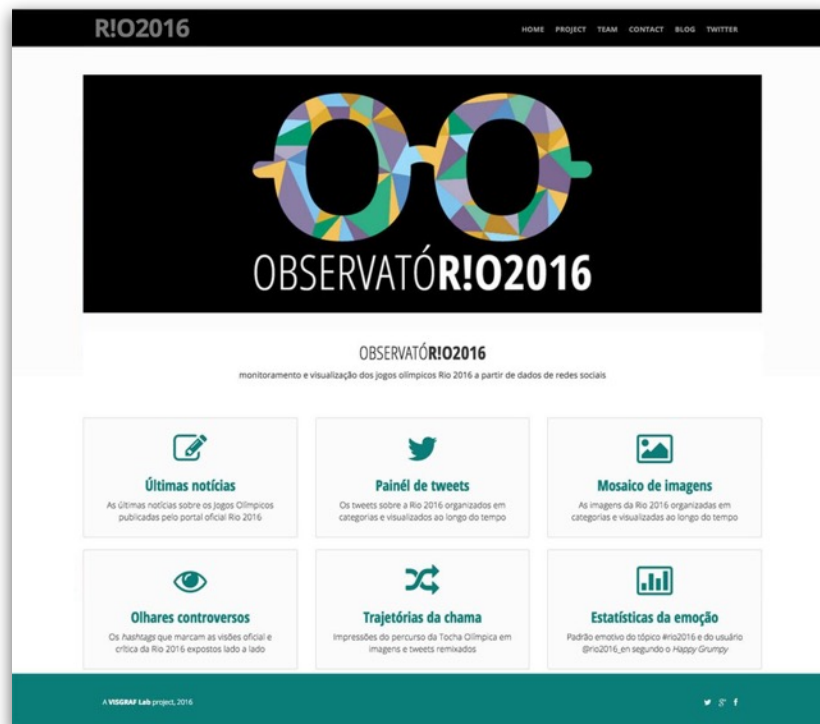 R!O2016
HOME PROJECT TEAM CONTACT BLOG TWITTER
OBSERVATÓR!O2016
OBSERVATÓR!O2016
monitoramento e visualização dos jogos olímpicos Rio 2016 a partir de dados de redes sociais
Últimas notícias
As últimas notícias sobre os Jogos Olímpicos
publicadas pelo portal oficial Rio 2016
Painél de tweets
Os tweets sobre a Rio 2016 organizados em
categorias e visualizados ao longo do tempo
Mosaico de imagens
As imagens da Rio 2016 organizadas em
categorias e visualizadas ao longo do tempo
Olhares controversos
Os hashtags que marcam as visões oficial e
crítica da Rio 2016 expostos lado a lado
Trajetórias da chama
Impressões do percurso da Tocha Olímpica em
imagens e tweets remixados
Estatísticas da emoção
Padrão emotivo do tópico #rio2016 e do usuário
@rio2016_en segundo o Happy Grumpy
A VISGRAF Lab project, 2016